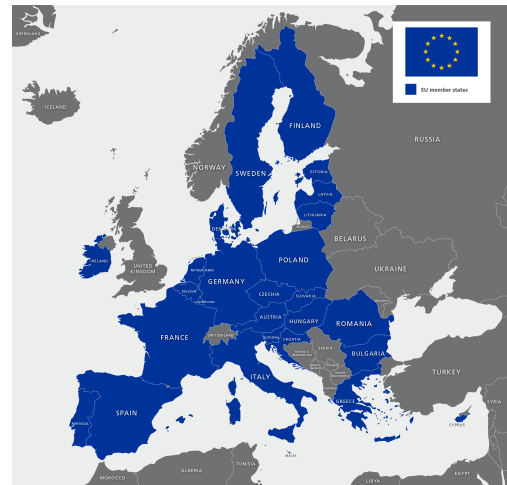 GREENLAND
EU member states
ICELAND
FINLAND
RUSSIA
NORWAY
SWEDEN
ESTONIA
LATVIA
LITHUANIA
DENMARK
BELARUS
IRELAND
UNITED
KINGDOM
NETHERLANDS
POLAND
GERMANY
UKRAINE
BELGIUM
LUXEMBOURG
CZECHIA
SLOVAKIA
MOLDOVA
AUSTRIA
HUNGARY
ROMANIA
FRANCE
SWITZERLAND
SLOVENIA
CROATIA
SERBIA
BULGARIA
ITALY
TURKEY
SPAIN
PORTUGAL
GREECE
SYRIA
CYPRUS
MALTA
ALGERIA
TUNISIA
MOROCCO
LIBYA
EGYPT